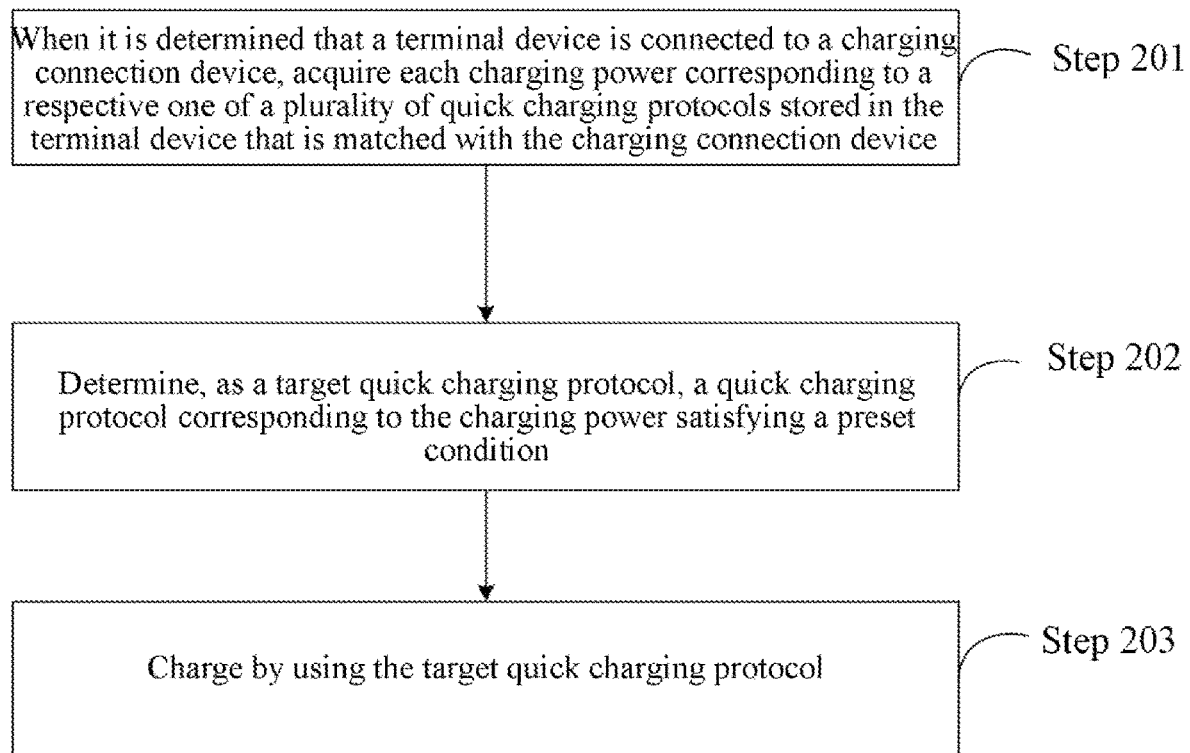 When it is determined that a terminal device is connected to a charging
connection device, acquire each charging power corresponding to a
respective one of a plurality of quick charging protocols stored in the
terminal device that is matched with the charging connection device
Step 201
Determine, as a target quick charging protocol, a quick charging
protocol corresponding to the charging power satisfying a preset
condition
Step 202
Charge by using the target quick charging protocol
Step 203